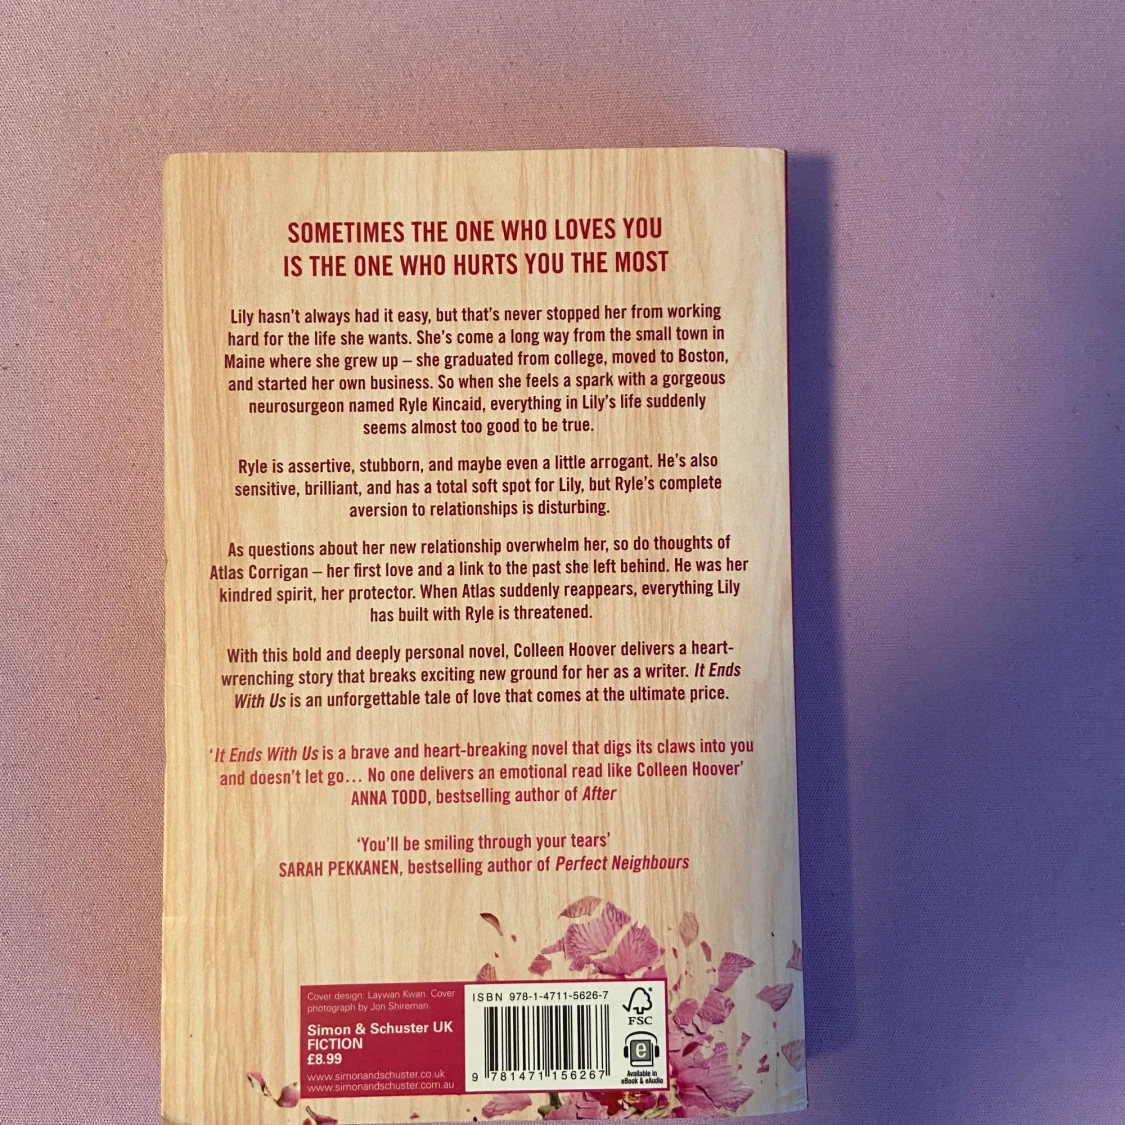 SOMETIMES THE ONE WHO LOVES YOU
IS THE ONE WHO HURTS YOU THE MOST
Lily hasn't always had it easy, but that's never stopped her from working
hard for the life she wants. She's come a long way from the small town in
Maine where she grew up – she graduated from college, moved to Boston,
and started her own business. So when she feels a spark with a gorgeous
neurosurgeon named Ryle Kincaid, everything in Lily's life suddenly
seems almost too good to be true.
Ryle is assertive, stubborn, and maybe even a little arrogant. He's also
sensitive, brilliant, and has a total soft spot for Lily, but Ryle's complete
aversion to relationships is disturbing.
As questions about her new relationship overwhelm her, so do thoughts of
Atlas Corrigan – her first love and a link to the past she left behind. He was her
kindred spirit, her protector. When Atlas suddenly reappears, everything Lily
has built with Ryle is threatened.
With this bold and deeply personal novel, Colleen Hoover delivers a heart-
wrenching story that breaks exciting new ground for her as a writer. It Ends
With Us is an unforgettable tale of love that comes at the ultimate price.
'It Ends With Us is a brave and heart-breaking novel that digs its claws into you
and doesn't let go… No one delivers an emotional read like Colleen Hoover'
ANNA TODD, bestselling author of After
'You'll be smiling through your tears'
SARAH PEKKANEN, bestselling author of Perfect Neighbours
Cover design: Laywan Kwan. Cover
photograph by Jon Shireman.
Simon & Schuster UK
FICTION
£8.99
www.simonandschuster.co.uk
www.simonandschuster.com.au
ISBN 978-1-4711-5626-7
9 781471 156267
FSC
e
Available in
eBook & eAudio